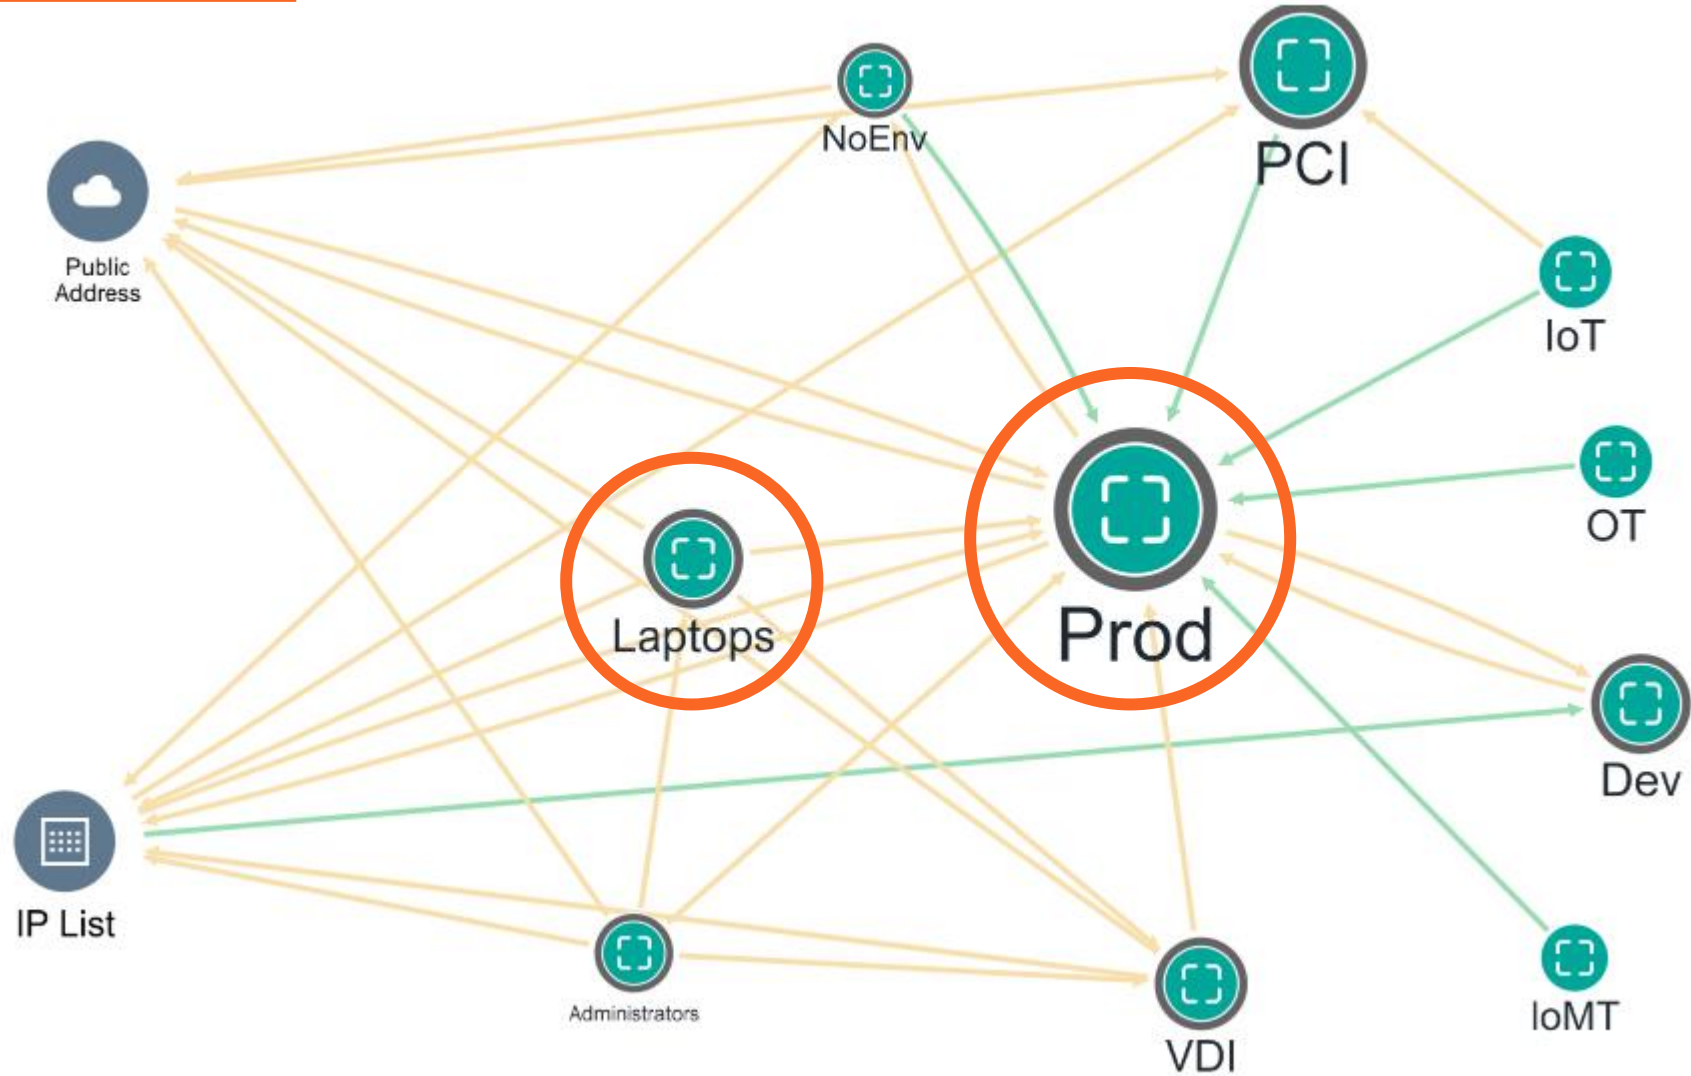 NoEnv
PCI
Public
Address
IoT
OT
Laptops
Prod
Dev
IP List
Administrators
VDI
IoMT